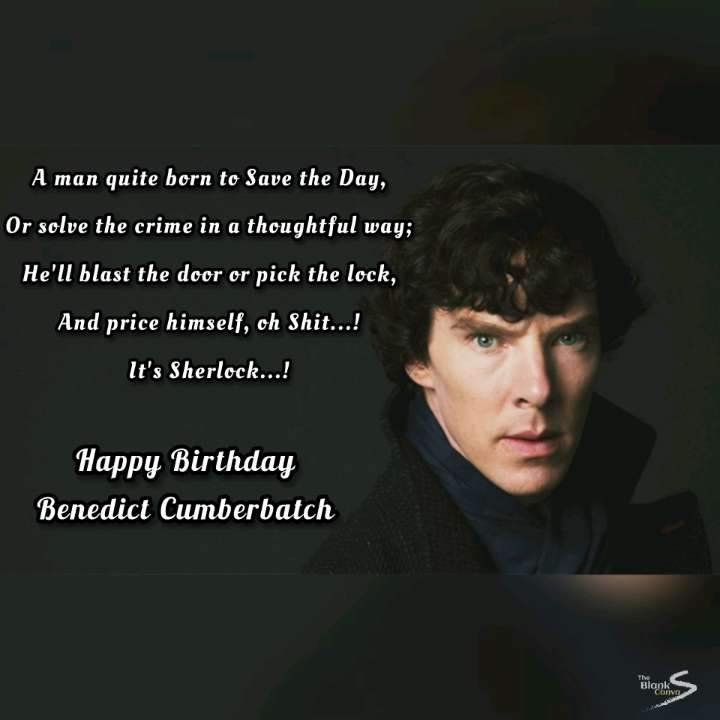 A man quite born to Save the Day,
Or solve the crime in a thoughtful way;
He'll blast the door or pick the lock,
And price himself, oh Shit...!
It's Sherlock...!
Happy Birthday
Benedict Cumberbatch
The
Blank
Canva